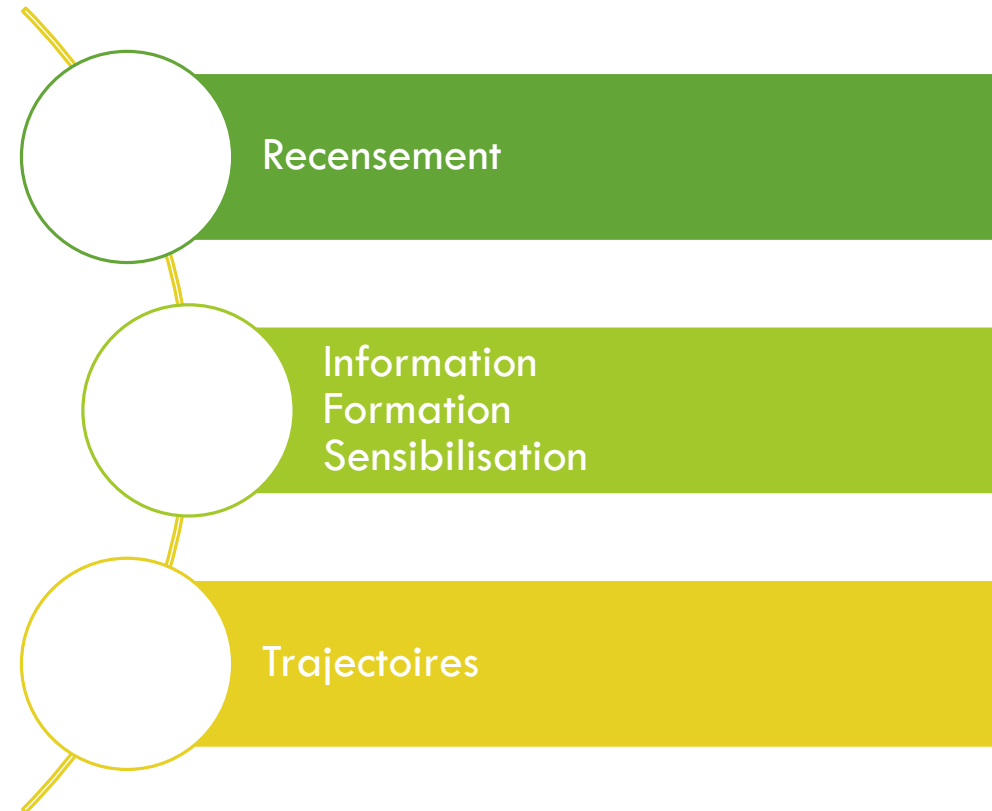 Recensement
Information
Formation
Sensibilisation
Trajectoires